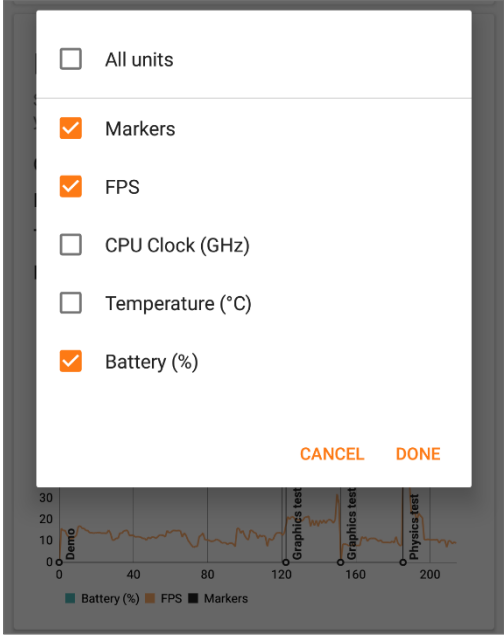 All units
Markers
FPS
CPU Clock (GHz)
Temperature (°C)
Battery (%)
CANCEL DONE
30
20
10
0
Demo
Graphics test
Graphics test
Physics test
0 40 80 120 160 200
Battery (%) FPS Markers